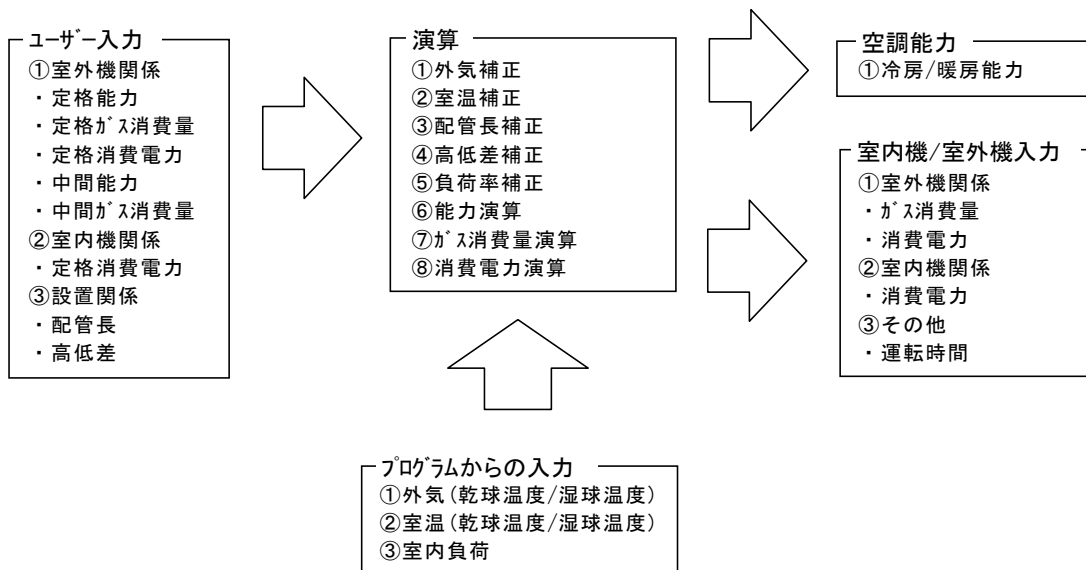 ユーザー入力
①室外機関係
・定格能力
・定格ｶﾞｽ消費量
・定格消費電力
・中間能力
・中間ｶﾞｽ消費量
②室内機関係
・定格消費電力
③設置関係
・配管長
・高低差
演算
①外気補正
②室温補正
③配管長補正
④高低差補正
⑤負荷率補正
⑥能力演算
⑦ｶﾞｽ消費量演算
⑧消費電力演算
空調能力
①冷房/暖房能力
室内機/室外機入力
①室外機関係
・ｶﾞｽ消費量
・消費電力
②室内機関係
・消費電力
③その他
・運転時間
ﾌﾟﾛｸﾞﾗﾑからの入力
①外気(乾球温度/湿球温度)
②室温(乾球温度/湿球温度)
③室内負荷